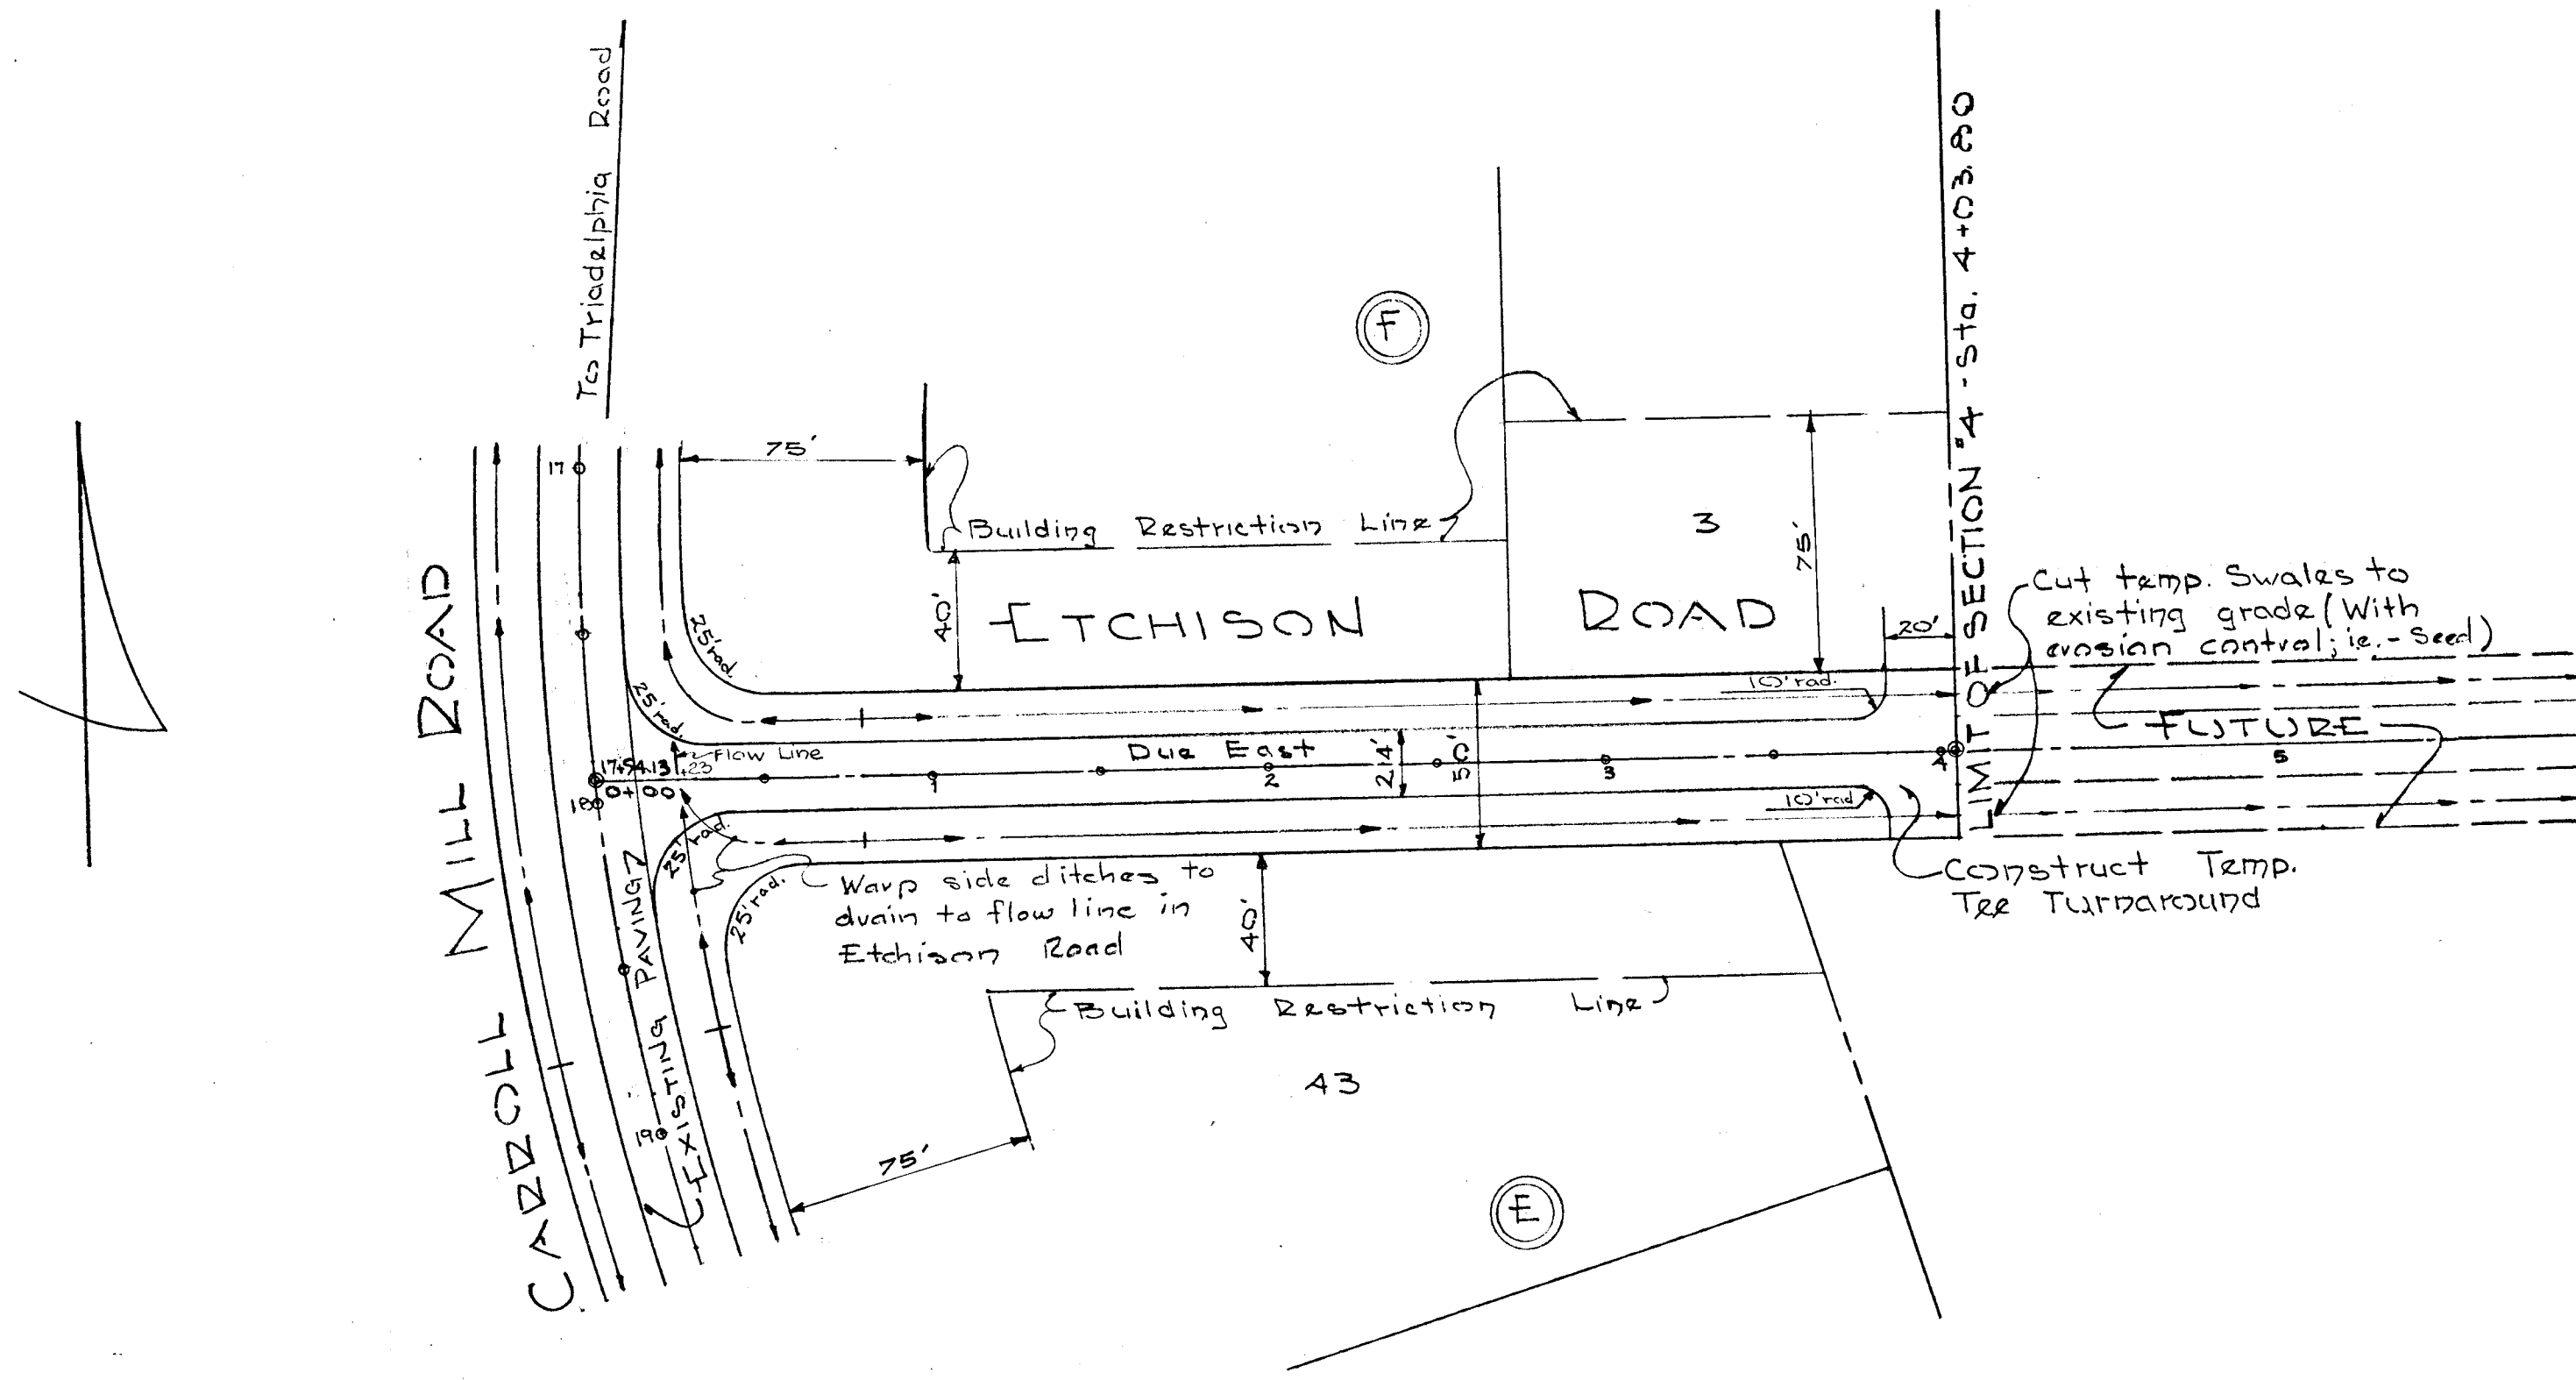 To Triadelphia Road
F
LIMIT OF SECTION "4 - Sta. 4+03.80
17
75'
Building Restriction Line
3
75'
40'
ETCHISON ROAD
20'
Cut temp. Swales to
existing grade (With
erosion control; i.e. - Seed)
25' rad.
25' rad.
10' rad.
FUTURE
Flow Line
+23
Due East
24'
50'
17+54.13
0+00
18
1
2
3
4
5
10' rad
25' rad.
25' rad.
Warp side ditches to
drain to flow line in
Etchison Road
Construct Temp.
Tee Turnaround
40'
Building Restriction Line
EXISTING PAVING
CARROLL MILL ROAD
19
43
75'
E